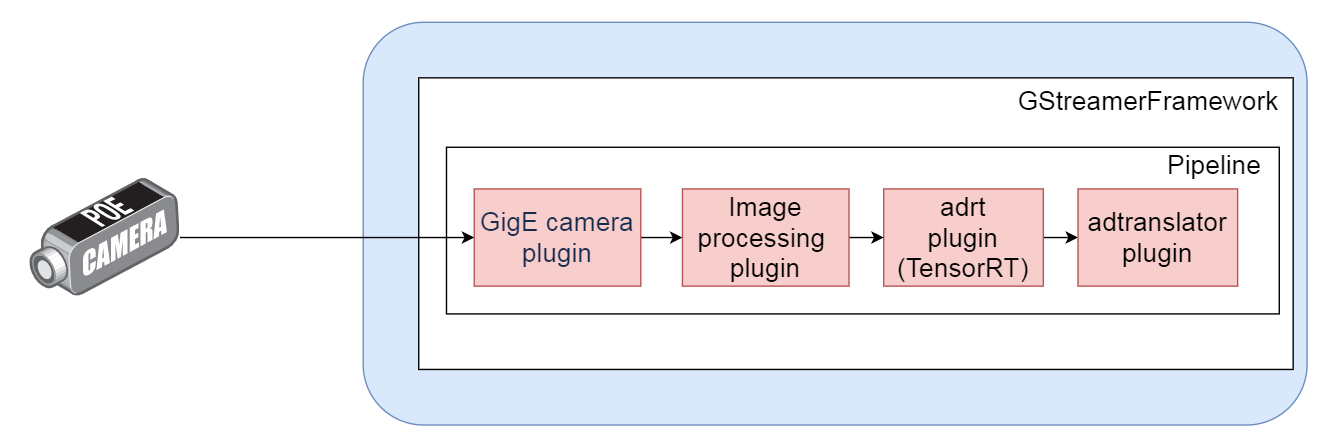 GStreamerFramework
Pipeline
POE
CAMERA
GigE camera
plugin
Image
processing
plugin
adrt
plugin
(TensorRT)
adtranslator
plugin